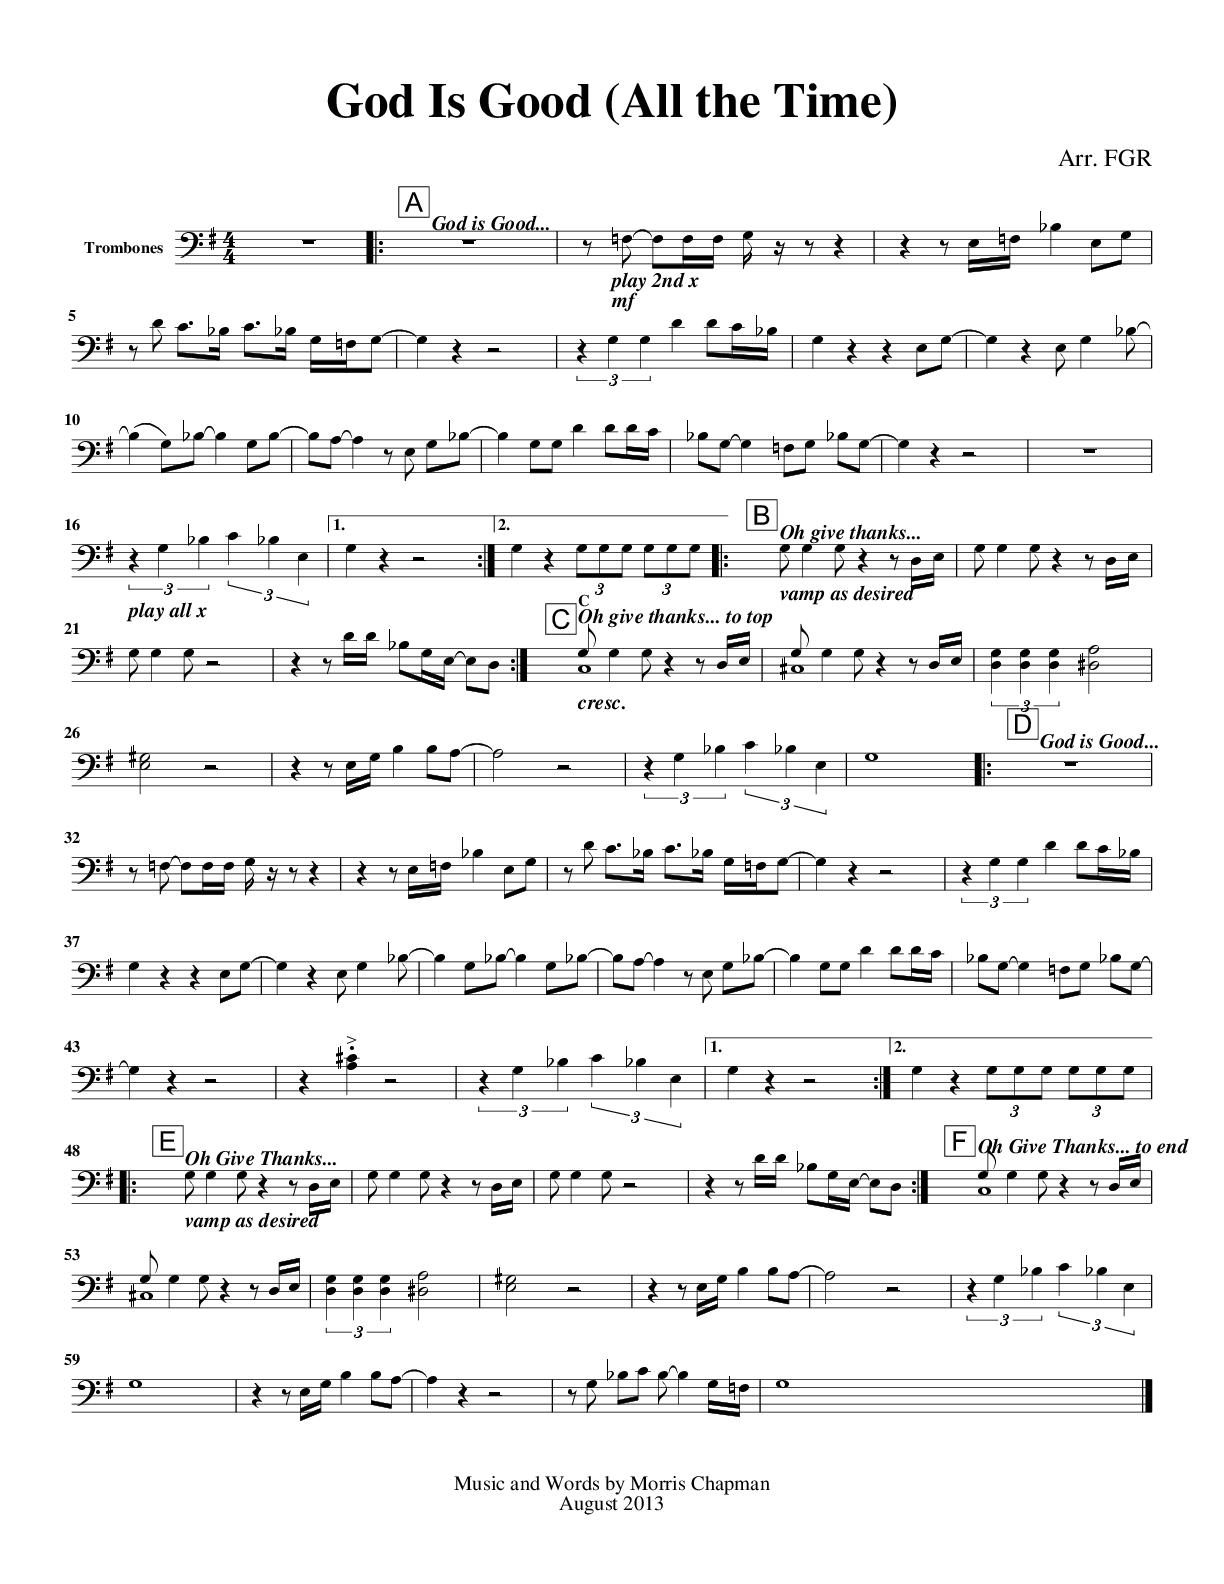 God Is Good (All the Time)
Arr. FGR
A
God is Good...
Trombones
4
4
play 2nd x
mf
5
3
10
16
1.
2.
B
Oh give thanks...
3
3
3
3
play all x
vamp as desired
21
C
C
Oh give thanks... to top
cresc.
3
26
D
God is Good...
3
3
32
3
37
43
>
1.
2.
3
3
3
3
48
E
Oh Give Thanks...
F
Oh Give Thanks... to end
vamp as desired
53
3
3
3
59
Music and Words by Morris Chapman
August 2013